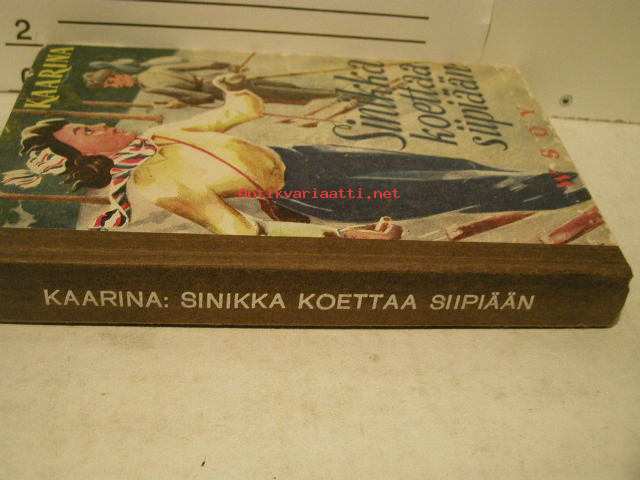 2
KAARINA
Sinikka
koettaa
siipiään
WSOY
Antikvariaatti.net
KAARINA: SINIKKA KOETTAA SIIPIÄÄN